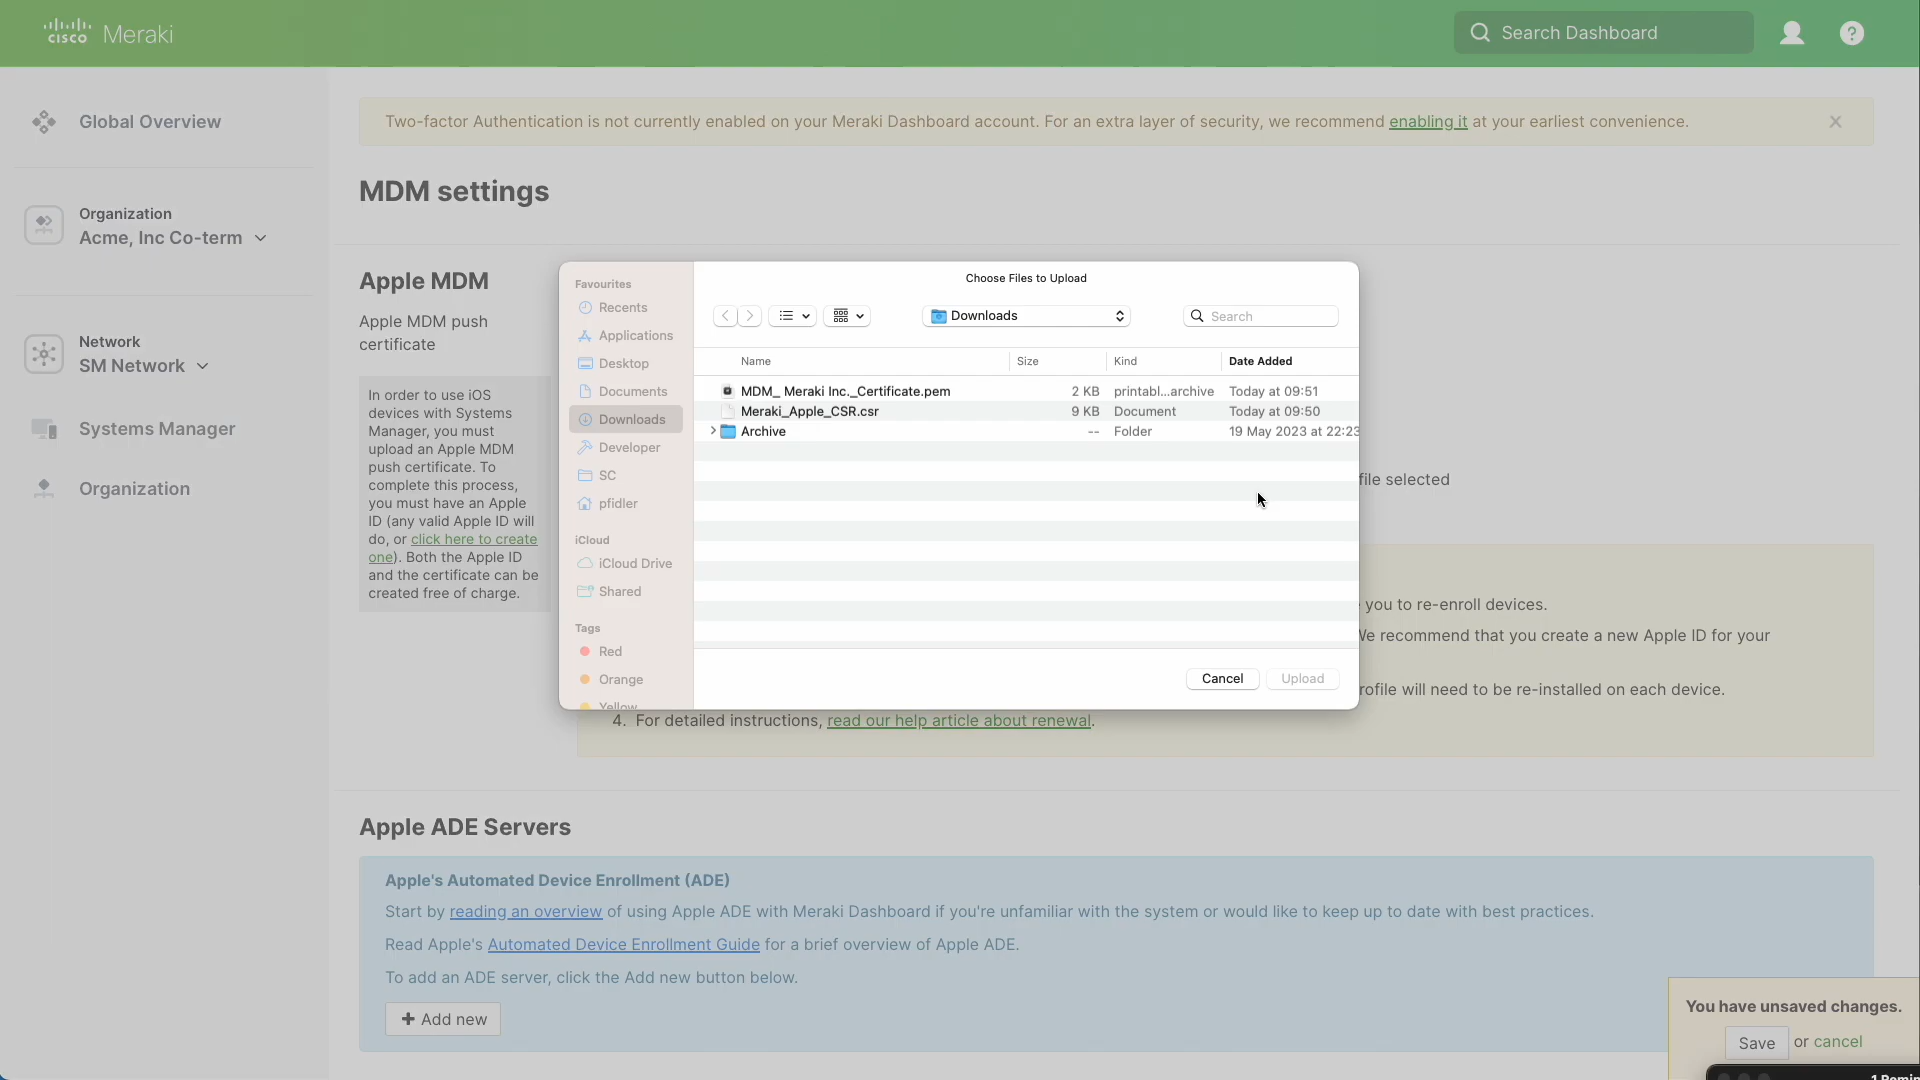 CISCO Meraki
Search Dashboard
?
Global Overview
Organization
Acme, Inc Co-term
Network
SM Network
Systems Manager
Organization
Two-factor Authentication is not currently enabled on your Meraki Dashboard account. For an extra layer of security, we recommend enabling it at your earliest convenience.
MDM settings
Apple MDM
Apple MDM push
certificate
In order to use iOS
devices with Systems
Manager, you must
upload an Apple MDM
push certificate. To
complete this process,
you must have an Apple
ID (any valid Apple ID will
do, or click here to create
one). Both the Apple ID
and the certificate can be
created free of charge.
Favourites
Recents
Applications
Desktop
Documents
Downloads
Developer
SC
pfidler
iCloud
iCloud Drive
Shared
Tags
Red
Orange
Yellow
Choose Files to Upload
Downloads
Search
Name Size Kind Date Added
MDM_ Meraki Inc._Certificate.pem 2 KB printabl...archive Today at 09:51
Meraki_Apple_CSR.csr 9 KB Document Today at 09:50
Archive -- Folder 19 May 2023 at 22:23
Cancel Upload
file selected
you to re-enroll devices.
We recommend that you create a new Apple ID for your
rofile will need to be re-installed on each device.
4. For detailed instructions, read our help article about renewal.
Apple ADE Servers
Apple's Automated Device Enrollment (ADE)
Start by reading an overview of using Apple ADE with Meraki Dashboard if you're unfamiliar with the system or would like to keep up to date with best practices.
Read Apple's Automated Device Enrollment Guide for a brief overview of Apple ADE.
To add an ADE server, click the Add new button below.
+ Add new
You have unsaved changes.
Save or cancel